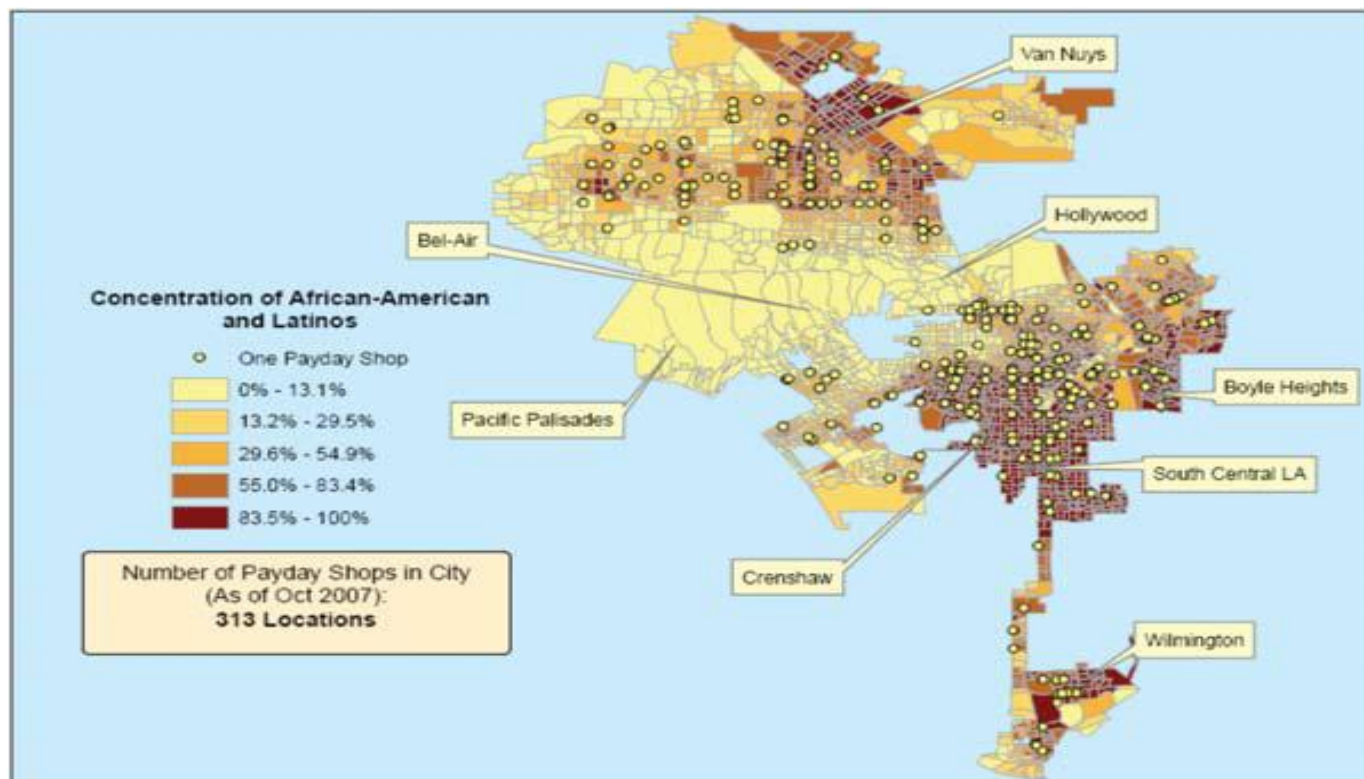 Van Nuys
Hollywood
Bel-Air
Concentration of African-American
and Latinos
One Payday Shop
0% - 13.1%
13.2% - 29.5%
29.6% - 54.9%
55.0% - 83.4%
83.5% - 100%
Pacific Palisades
Boyle Heights
South Central LA
Crenshaw
Number of Payday Shops in City
(As of Oct 2007):
313 Locations
Wilmington